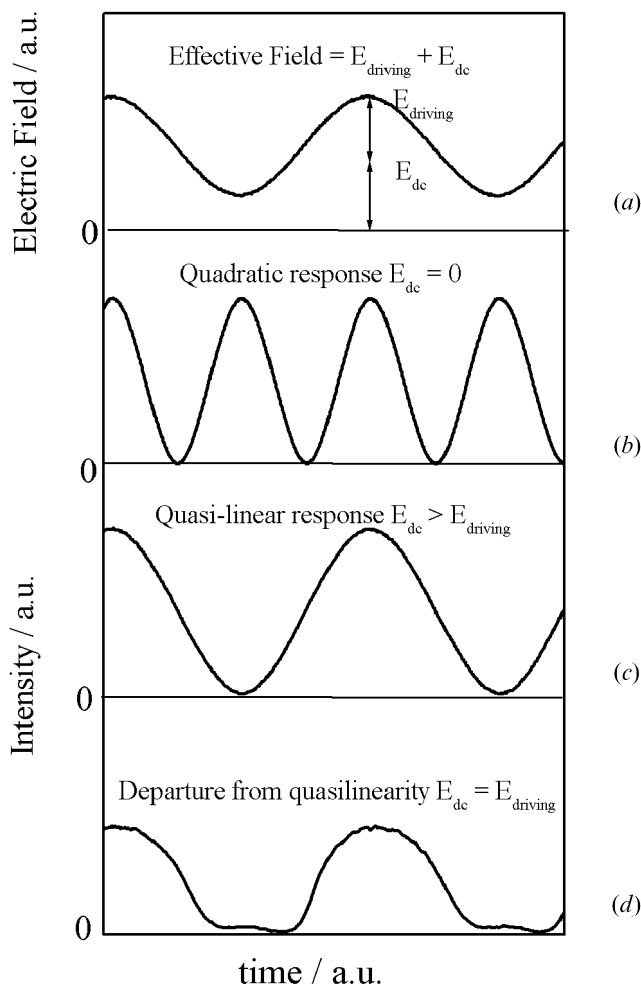 Effective Field = E_driving + E_dc
E_driving
E_dc
Electric Field / a.u.
0
(a)
Quadratic response E_dc = 0
0
(b)
Quasi-linear response E_dc > E_driving
Intensity / a.u.
0
(c)
Departure from quasilinearity E_dc = E_driving
0
(d)
time / a.u.